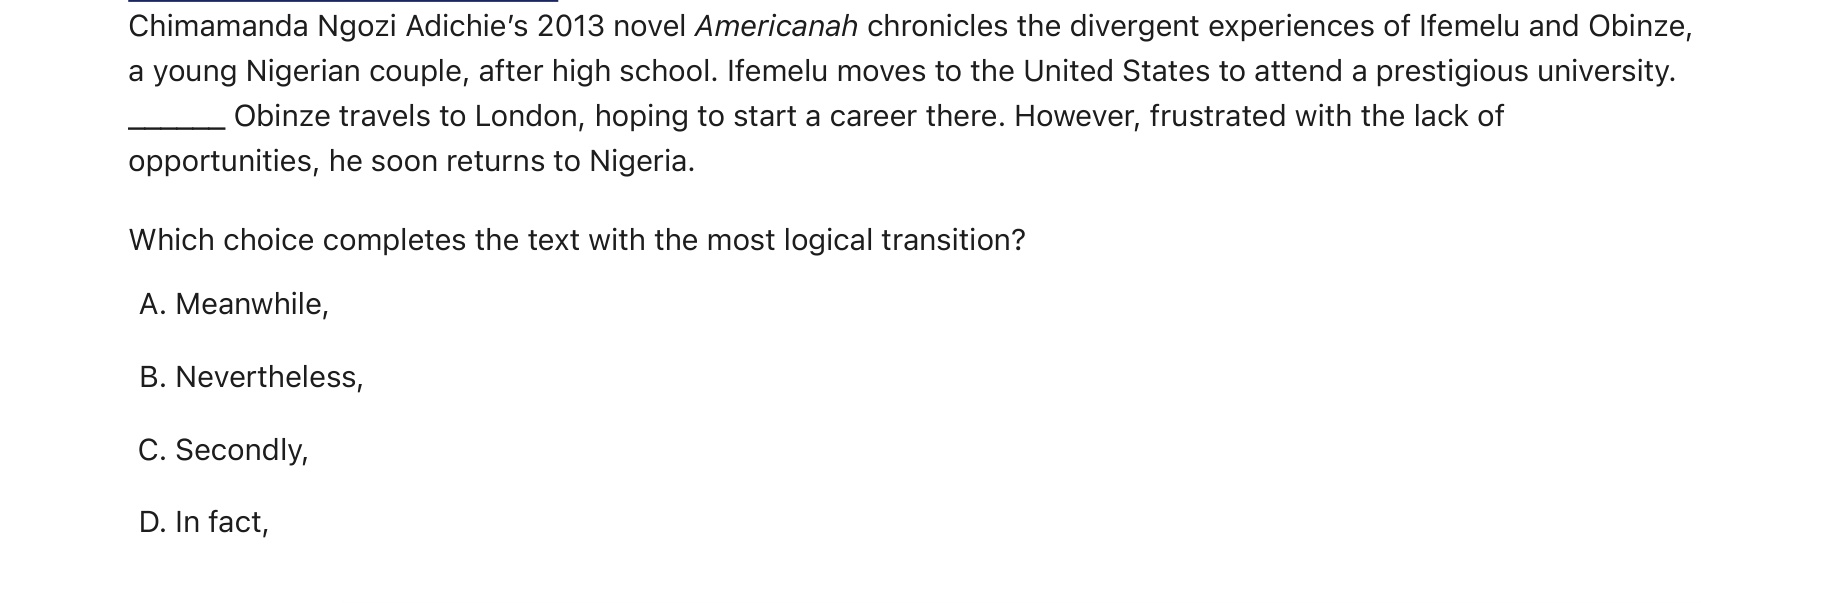 Chimamanda Ngozi Adichie’s 2013 novel Americanah chronicles the divergent experiences of Ifemelu and Obinze,
a young Nigerian couple, after high school. Ifemelu moves to the United States to attend a prestigious university.
______ Obinze travels to London, hoping to start a career there. However, frustrated with the lack of
opportunities, he soon returns to Nigeria.
Which choice completes the text with the most logical transition?
A. Meanwhile,
B. Nevertheless,
C. Secondly,
D. In fact,